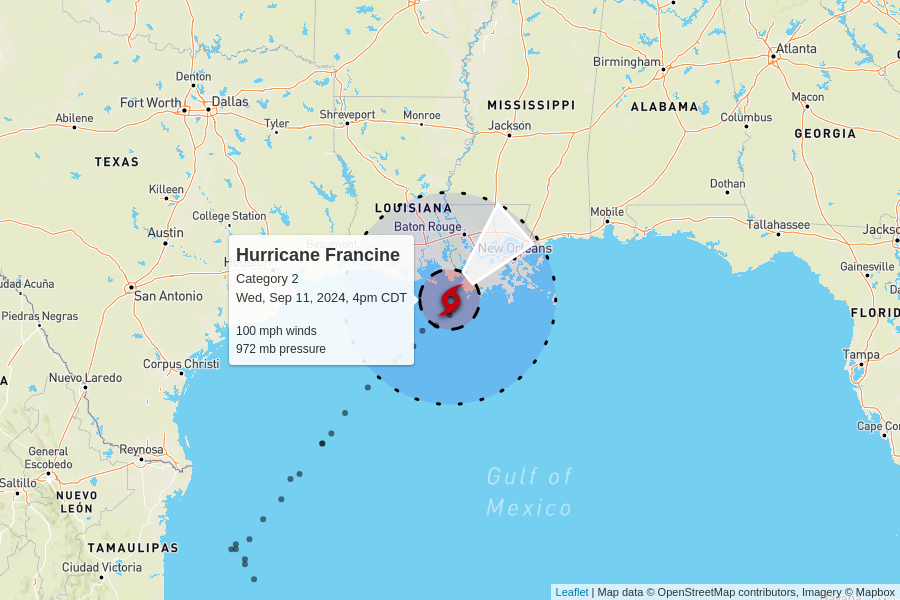 Atlanta
Birmingham
Denton
Fort Worth
Dallas
Macon
MISSISSIPPI
ALABAMA
Abilene
Shreveport
Monroe
Columbus
Tyler
Jackson
GEORGIA
TEXAS
Killeen
Dothan
LOUISIANA
College Station
Mobile
Baton Rouge
Tallahassee
Austin
Jackso
Beaumont
New Orleans
Hurricane Francine
Gainesville
Category 2
Wed, Sep 11, 2024, 4pm CDT
udad Acuña
San Antonio
Piedras Negras
FLORID
100 mph winds
972 mb pressure
Tampa
Corpus Christi
A
Nuevo Laredo
Cape Cor
Reynosa
General
Escobedo
Gulf of
Mexico
Saltillo
NUEVO
LEÓN
TAMAULIPAS
Ciudad Victoria
Leaflet | Map data © OpenStreetMap contributors, Imagery © Mapbox